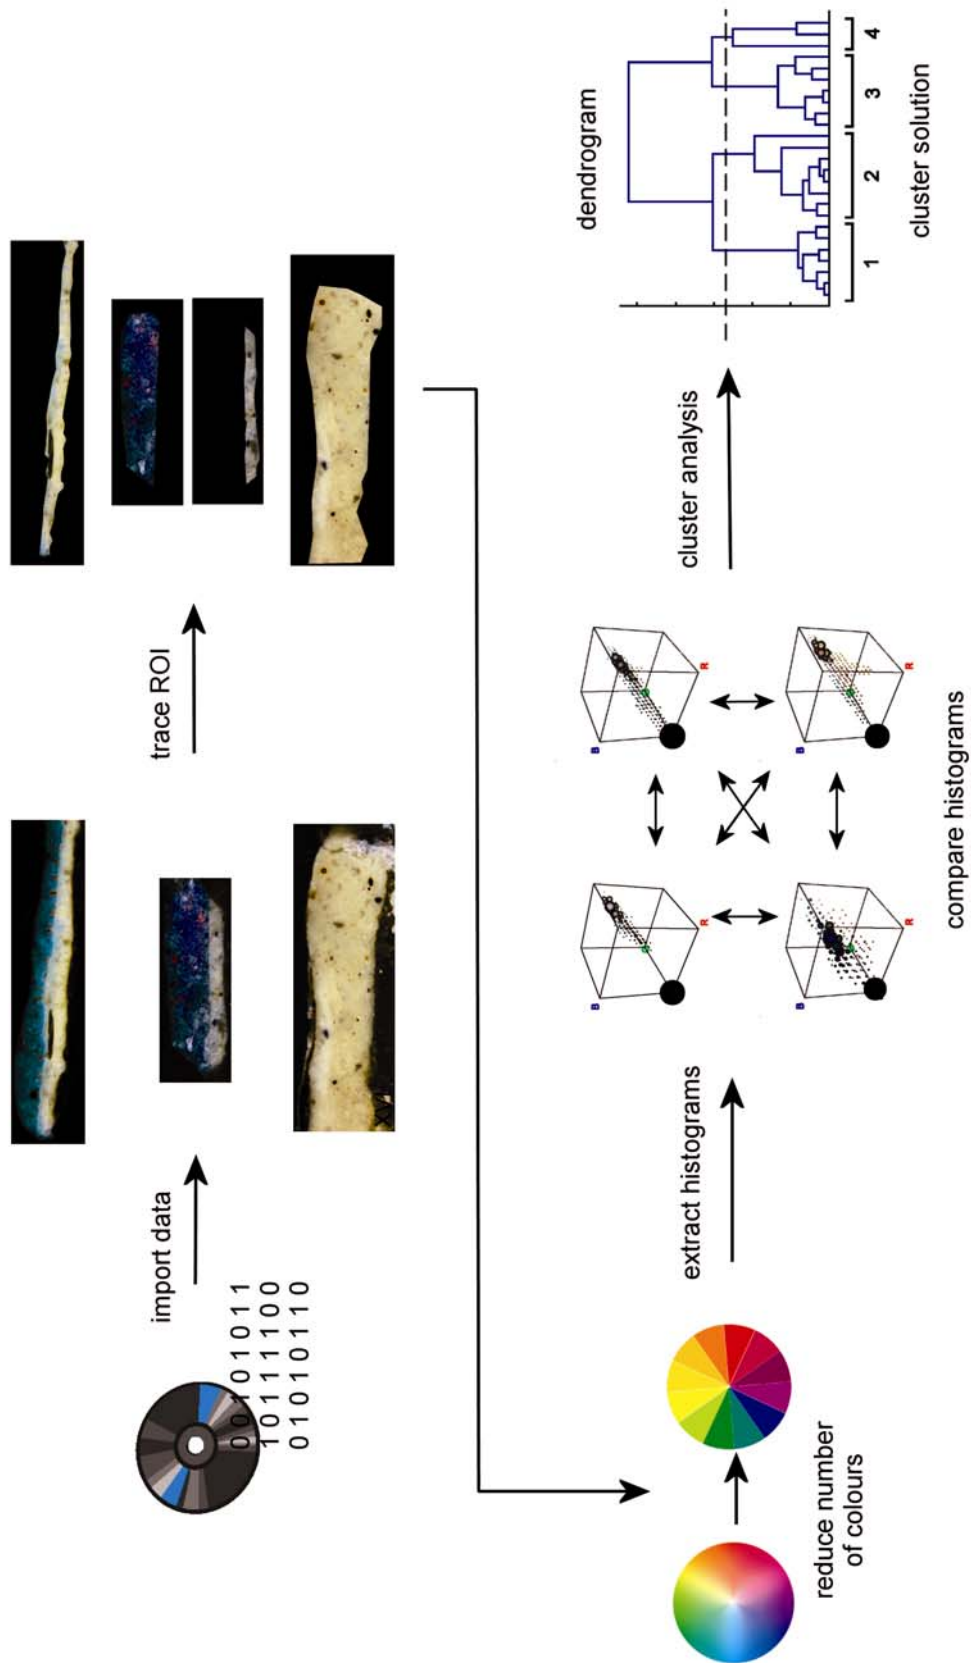 import data
0 0 1 0 1 0 1 1
1 0 1 1 1 1 0 0
0 1 0 1 0 1 1 0
trace ROI
reduce number
of colours
extract histograms
B
R
B
R
B
R
B
R
compare histograms
cluster analysis
dendrogram
1 2 3 4
cluster solution